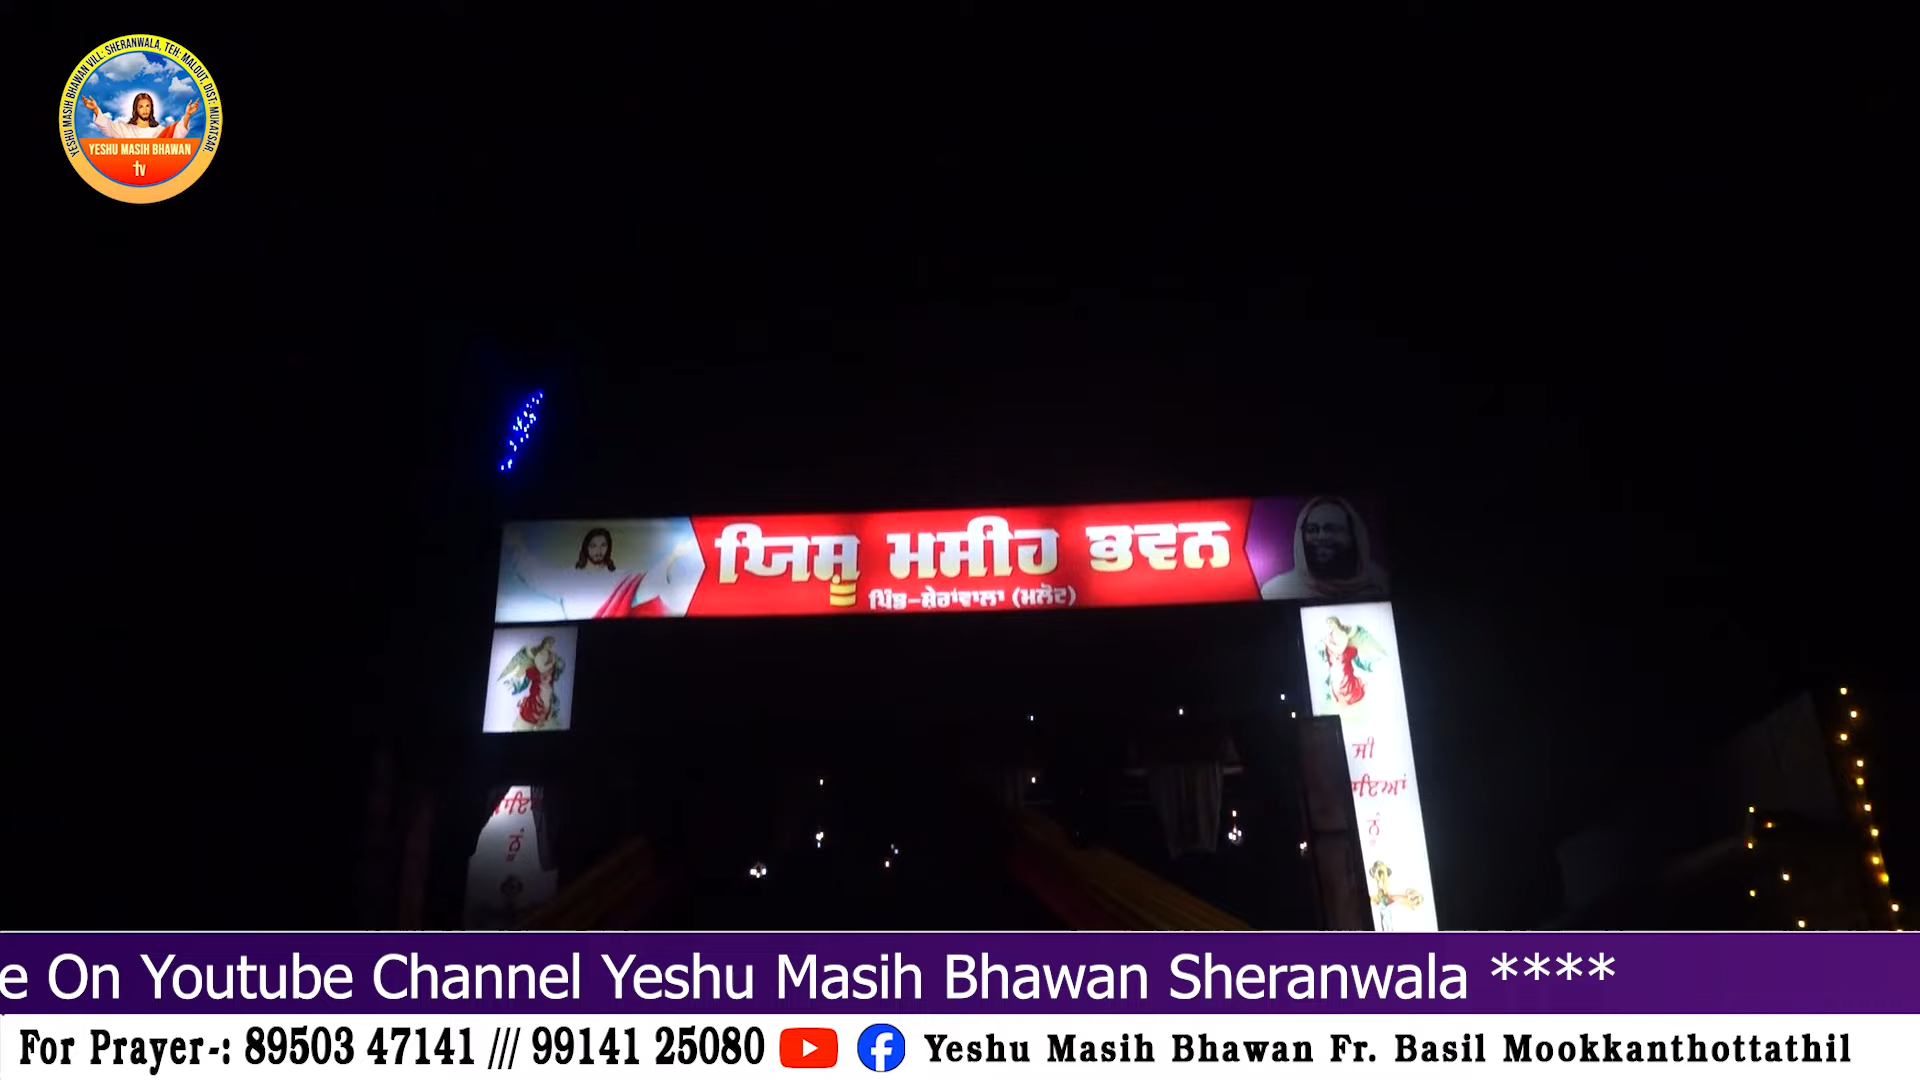 YESHU MASIH BHAWAN VILL: SHERANWALA, TEH: MALOUT, DIST: MUKATSAR.
YESHU MASIH BHAWAN
tv
ਯਿਸ਼ੂ ਮਸੀਹ ਭਵਨ
ਪਿੰਡ-ਸ਼ੇਰਾਂਵਾਲਾ (ਮਲੋਟ)
ਜੀ
ਨੂੰ
ਨੂੰ
e On Youtube Channel Yeshu Masih Bhawan Sheranwala ****
For Prayer-: 89503 47141 /// 99141 25080 Yeshu Masih Bhawan Fr. Basil Mookkanthottathil